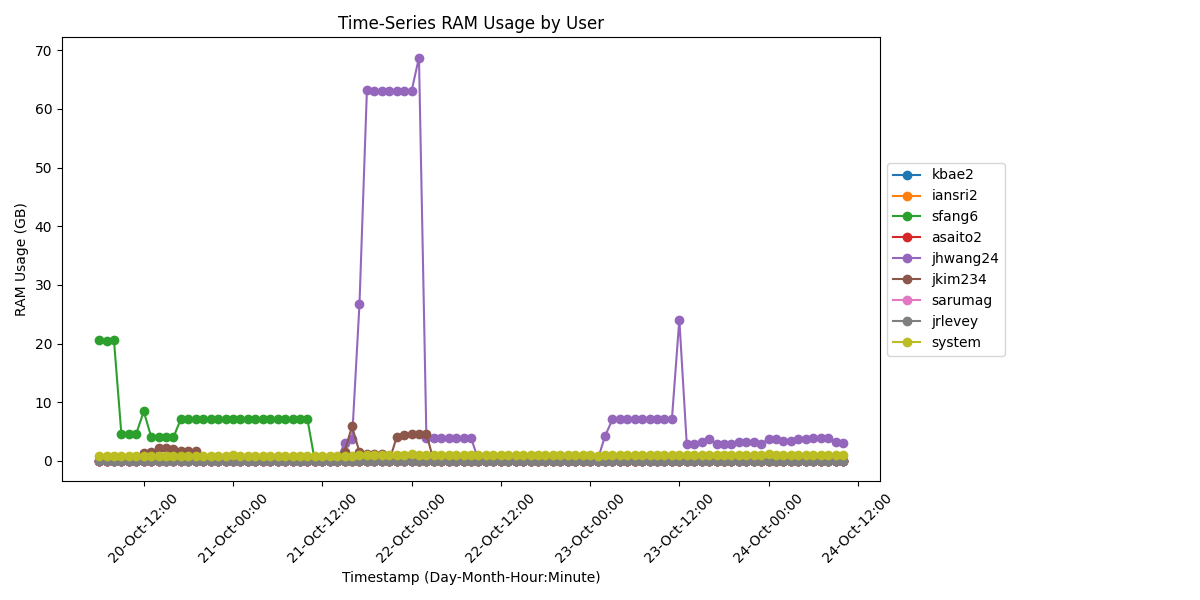 Time-Series RAM Usage by User
RAM Usage (GB)
70
60
50
40
30
20
10
0
20-Oct-12:00
21-Oct-00:00
21-Oct-12:00
22-Oct-00:00
22-Oct-12:00
23-Oct-00:00
23-Oct-12:00
24-Oct-00:00
24-Oct-12:00
Timestamp (Day-Month-Hour:Minute)
kbae2
iansri2
sfang6
asaito2
jhwang24
jkim234
sarumag
jrlevey
system